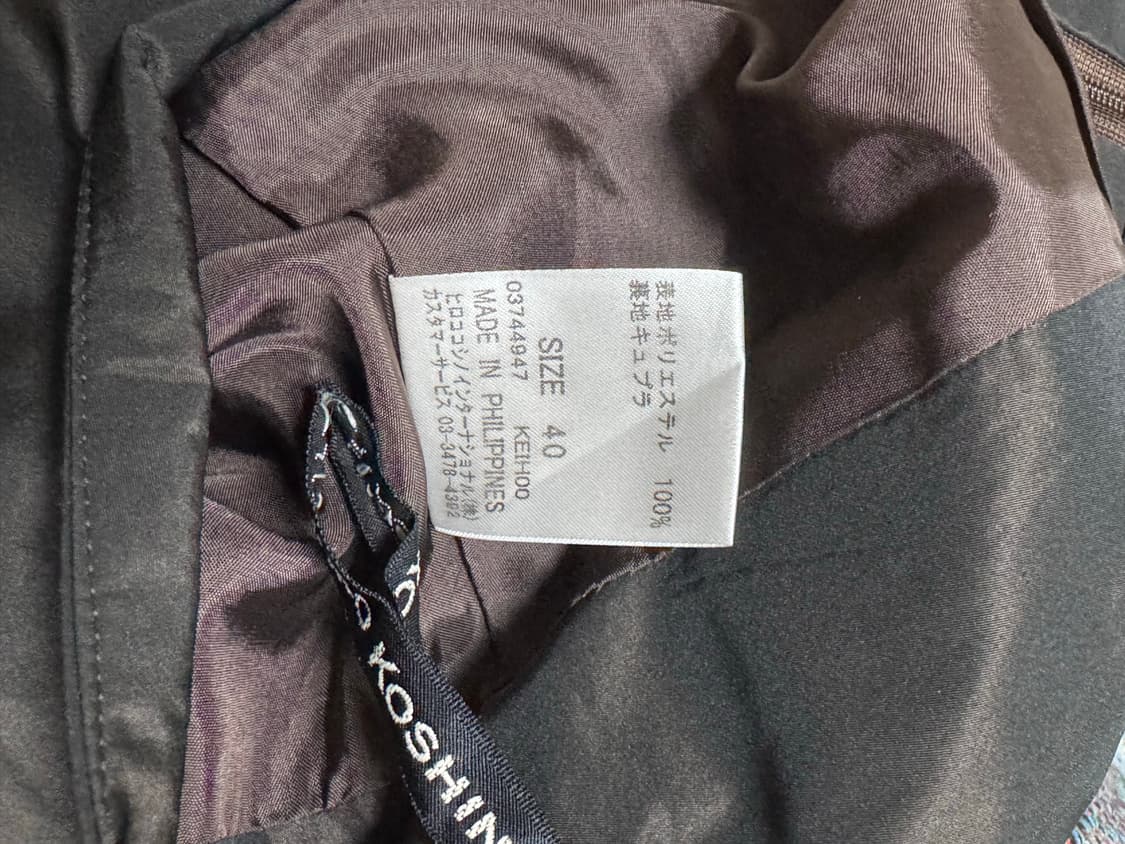 表地ポリエステル 100%
裏地キュプラ
SIZE 40
03744947 KEIH00
MADE IN PHILIPPINES
ヒロココシノインターナショナル(株)
カスタマーサービス 03-3478-4392
KOSHIN